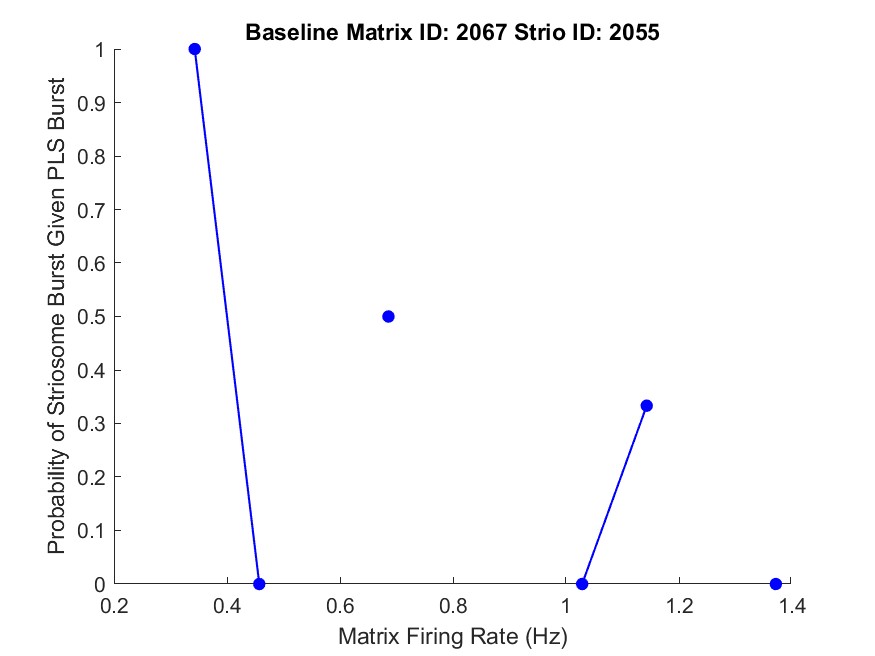 Baseline Matrix ID: 2067 Strio ID: 2055
Probability of Striosome Burst Given PLS Burst
1
0.9
0.8
0.7
0.6
0.5
0.4
0.3
0.2
0.1
0
0.2 0.4 0.6 0.8 1 1.2 1.4
Matrix Firing Rate (Hz)